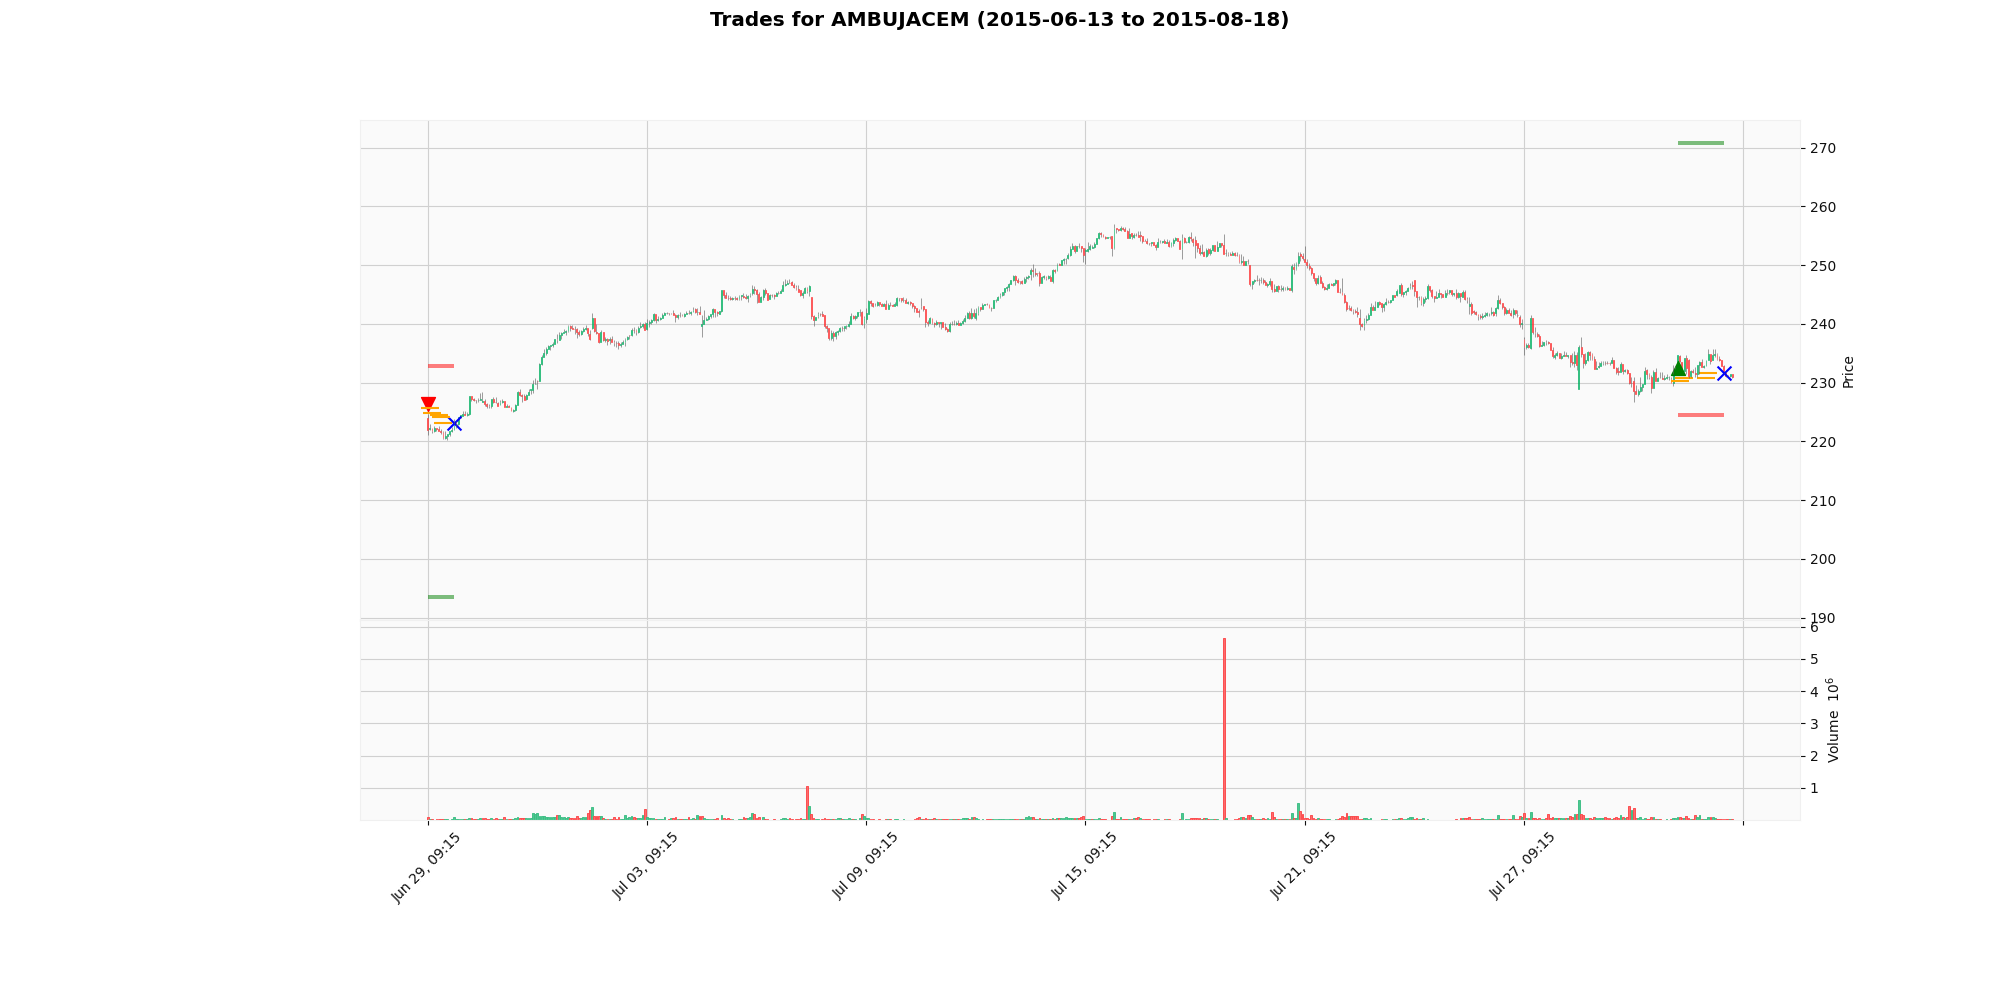 Trades for AMBUJACEM (2015-06-13 to 2015-08-18)
270
260
250
240
230
220
210
200
190
Price
6
5
4
3
2
1
Volume 10^6
Jun 29, 09:15
Jul 03, 09:15
Jul 09, 09:15
Jul 15, 09:15
Jul 21, 09:15
Jul 27, 09:15